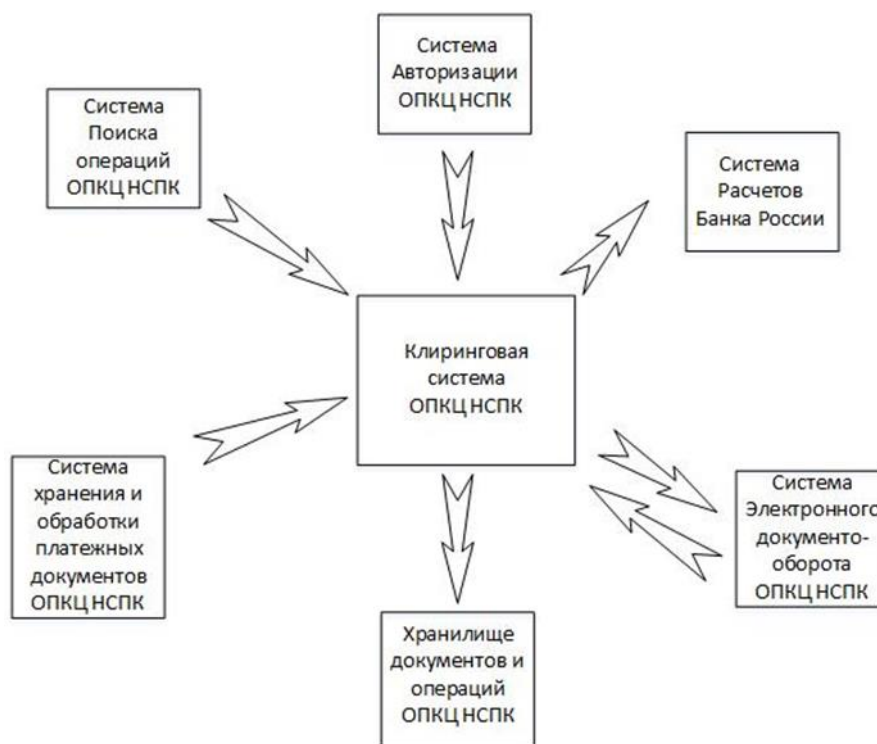 Система
Авторизации
ОПКЦ НСПК
Система
Поиска
операций
ОПКЦ НСПК
Система
Расчетов
Банка России
Клиринговая
система
ОПКЦ НСПК
Система
хранения и
обработки
платежных
документов
ОПКЦ НСПК
Система
Электронного
документо-
оборота
ОПКЦ НСПК
Хранилище
документов и
операций
ОПКЦ НСПК